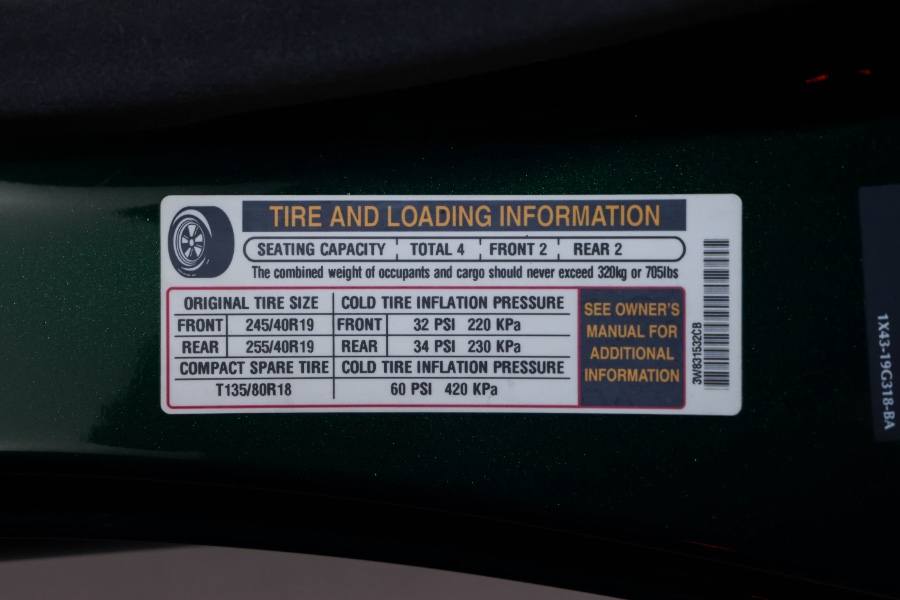 TIRE AND LOADING INFORMATION
SEATING CAPACITY TOTAL 4 FRONT 2 REAR 2
The combined weight of occupants and cargo should never exceed 320kg or 705lbs
ORIGINAL TIRE SIZE COLD TIRE INFLATION PRESSURE
FRONT 245/40R19 FRONT 32 PSI 220 KPa
REAR 255/40R19 REAR 34 PSI 230 KPa
COMPACT SPARE TIRE COLD TIRE INFLATION PRESSURE
T135/80R18 60 PSI 420 KPa
SEE OWNER'S
MANUAL FOR
ADDITIONAL
INFORMATION
3W831532CB
1X43-19G318-BA